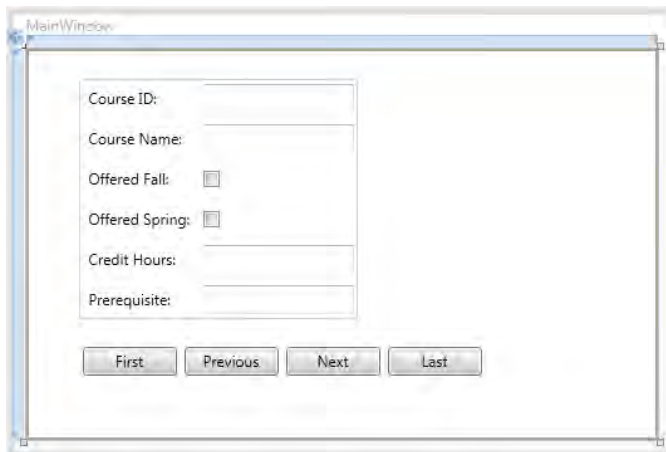 MainWindow
Course ID:
Course Name:
Offered Fall:
Offered Spring:
Credit Hours:
Prerequisite:
First Previous Next Last